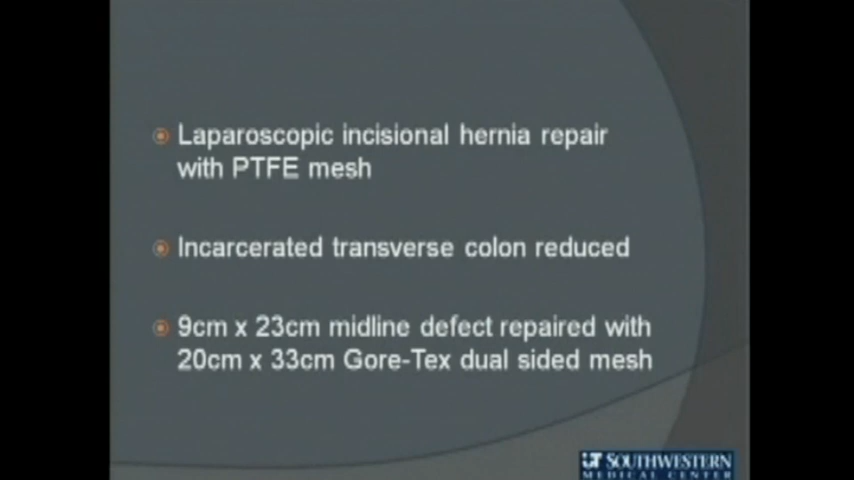 Laparoscopic incisional hernia repair
with PTFE mesh
Incarcerated transverse colon reduced
9cm x 23cm midline defect repaired with
20cm x 33cm Gore-Tex dual sided mesh
UT SOUTHWESTERN
MEDICAL CENTER